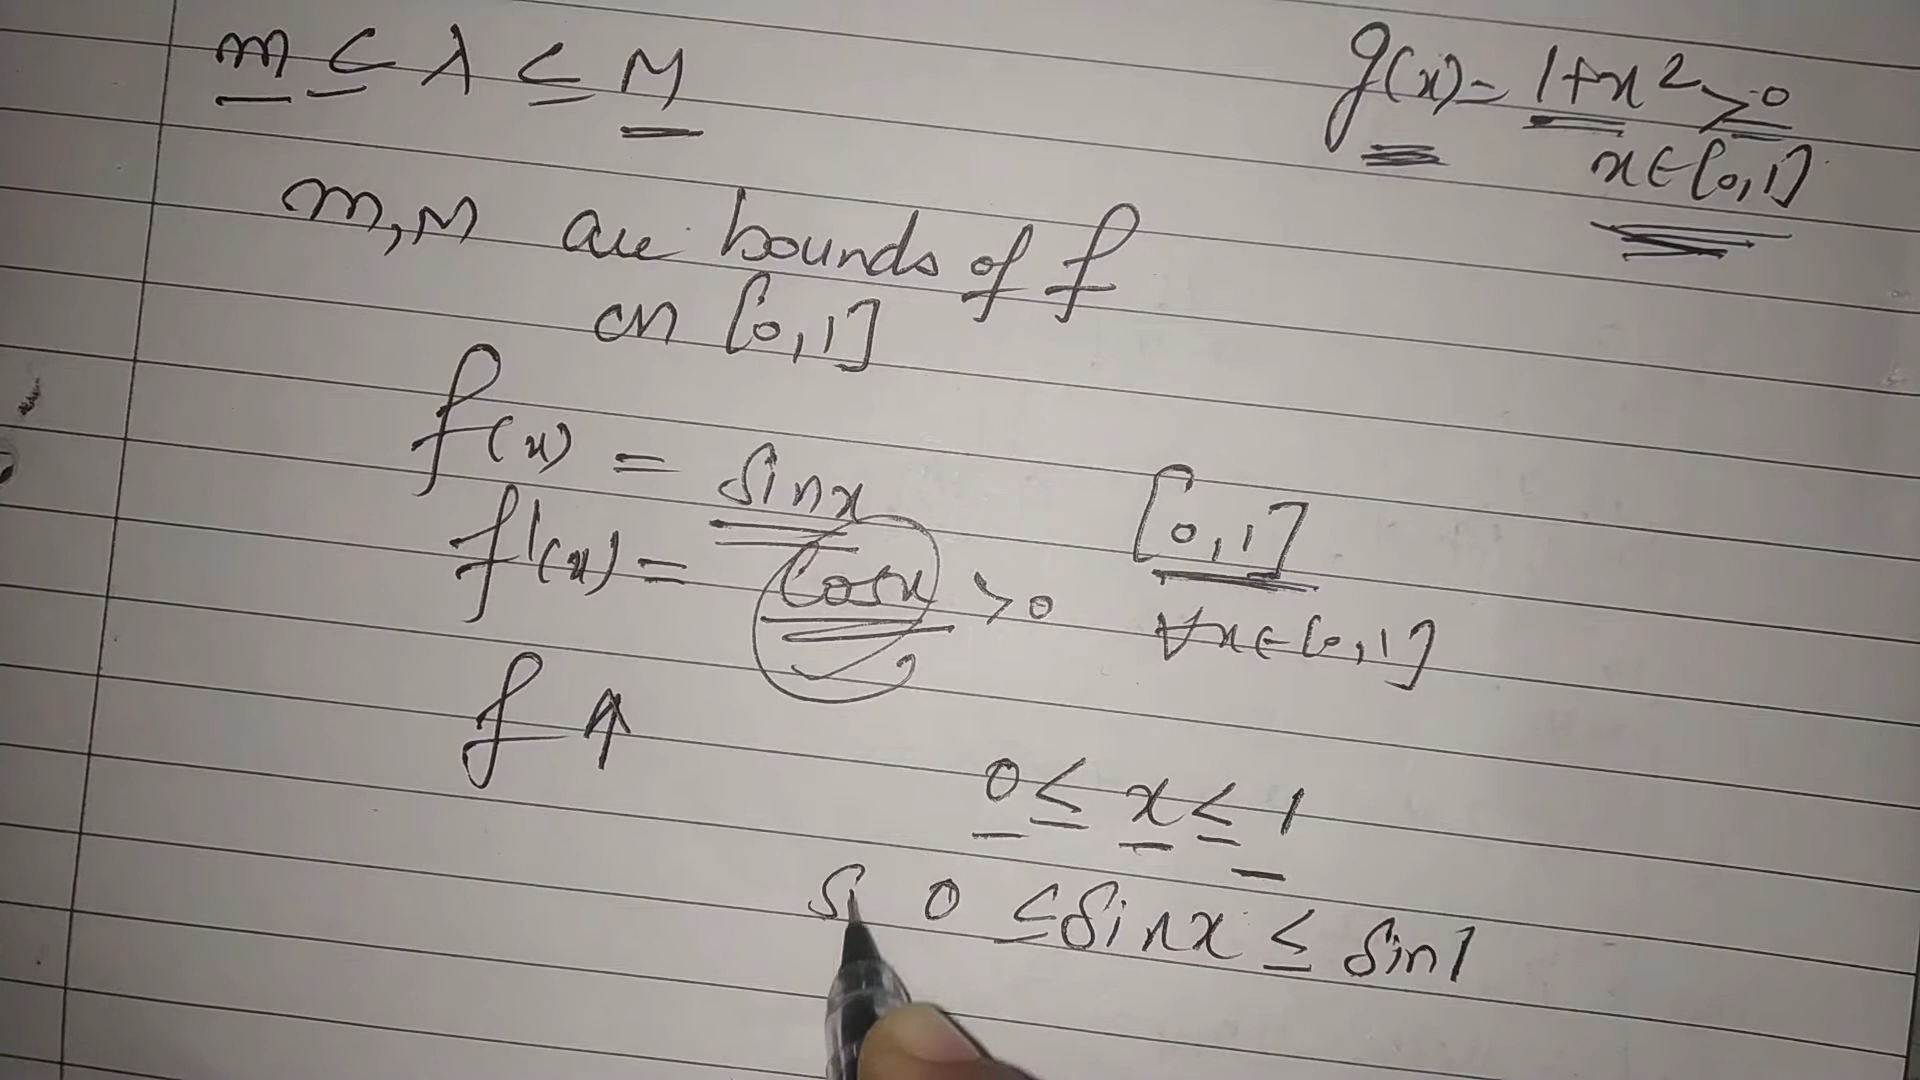 m ≤ λ ≤ M
g(x) = 1+x² > 0
x ∈ [0,1]
m, M are bounds of f
on [0,1]
f(x) = sinx [0,1]
f'(x) = cosx > 0 ∀x ∈ [0,1]
f ↑
0 ≤ x ≤ 1
Si 0 ≤ sinx ≤ sin1